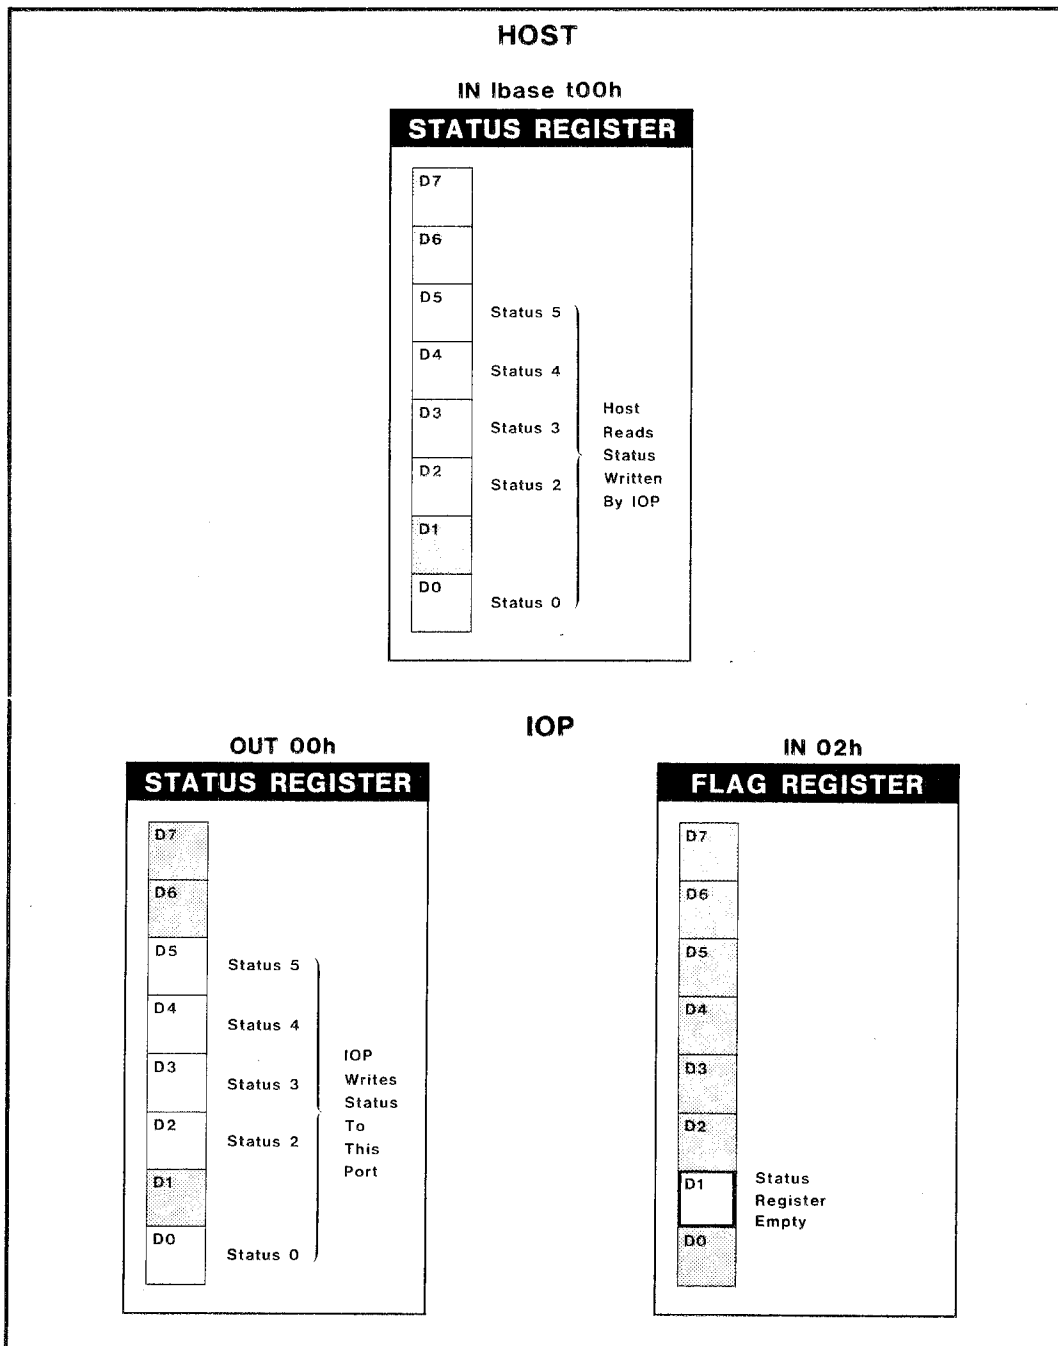 HOST
IN Ibase t00h
STATUS REGISTER
D7
D6
D5 Status 5
D4 Status 4
D3 Status 3
D2 Status 2
D1
D0 Status 0
Host
Reads
Status
Written
By IOP
IOP
OUT 00h
STATUS REGISTER
D7
D6
D5 Status 5
D4 Status 4
D3 Status 3
D2 Status 2
D1
D0 Status 0
IOP
Writes
Status
To
This
Port
IN 02h
FLAG REGISTER
D7
D6
D5
D4
D3
D2
D1 Status
Register
Empty
D0